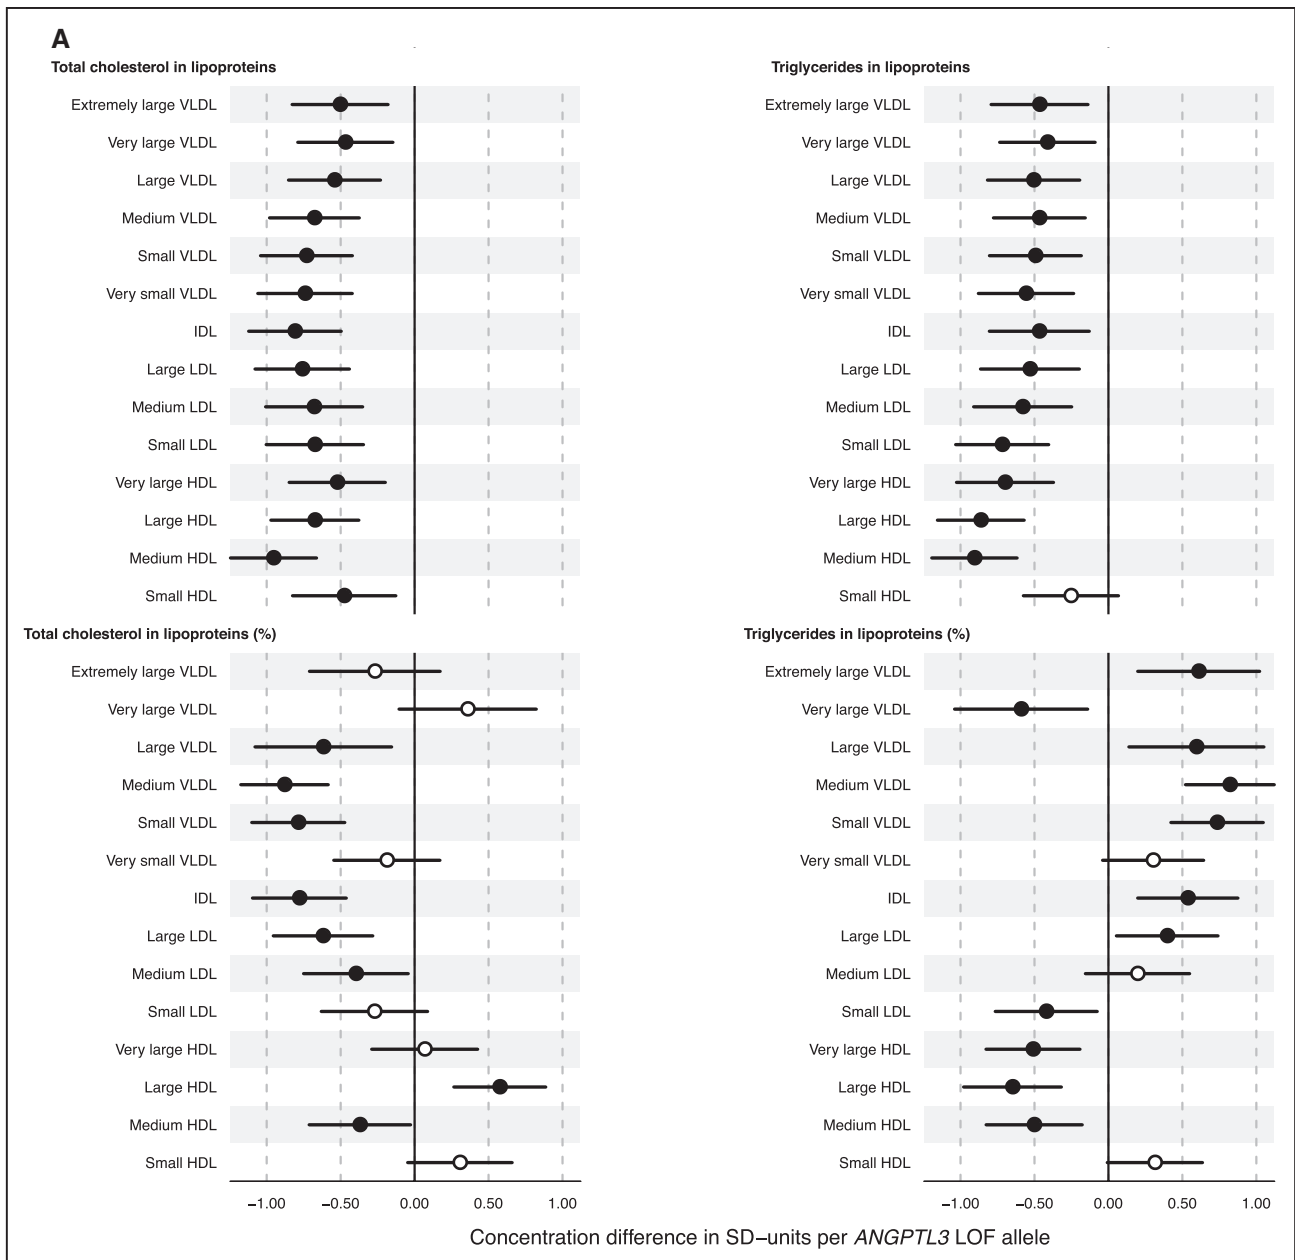 A
Total cholesterol in lipoproteins
Extremely large VLDL
Very large VLDL
Large VLDL
Medium VLDL
Small VLDL
Very small VLDL
IDL
Large LDL
Medium LDL
Small LDL
Very large HDL
Large HDL
Medium HDL
Small HDL
Triglycerides in lipoproteins
Extremely large VLDL
Very large VLDL
Large VLDL
Medium VLDL
Small VLDL
Very small VLDL
IDL
Large LDL
Medium LDL
Small LDL
Very large HDL
Large HDL
Medium HDL
Small HDL
Total cholesterol in lipoproteins (%)
Extremely large VLDL
Very large VLDL
Large VLDL
Medium VLDL
Small VLDL
Very small VLDL
IDL
Large LDL
Medium LDL
Small LDL
Very large HDL
Large HDL
Medium HDL
Small HDL
−1.00 −0.50 0.00 0.50 1.00
Triglycerides in lipoproteins (%)
Extremely large VLDL
Very large VLDL
Large VLDL
Medium VLDL
Small VLDL
Very small VLDL
IDL
Large LDL
Medium LDL
Small LDL
Very large HDL
Large HDL
Medium HDL
Small HDL
−1.00 −0.50 0.00 0.50 1.00
Concentration difference in SD−units per ANGPTL3 LOF allele